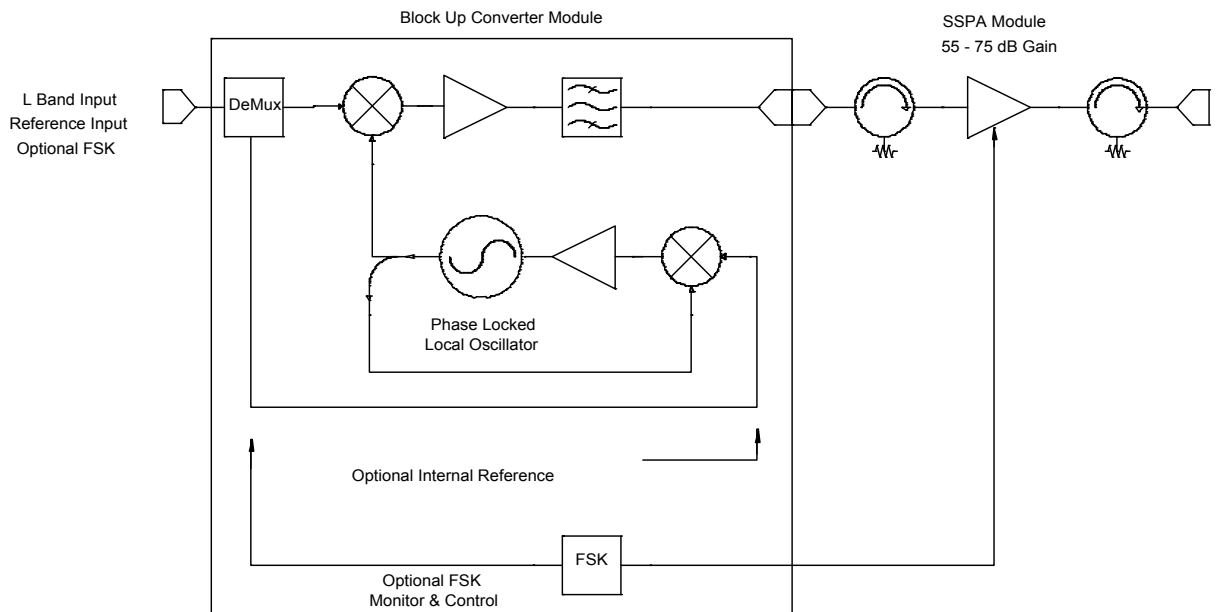 Block Up Converter Module
SSPA Module
55 - 75 dB Gain
L Band Input
Reference Input
Optional FSK
DeMux
Phase Locked
Local Oscillator
Optional Internal Reference
FSK
Optional FSK
Monitor & Control